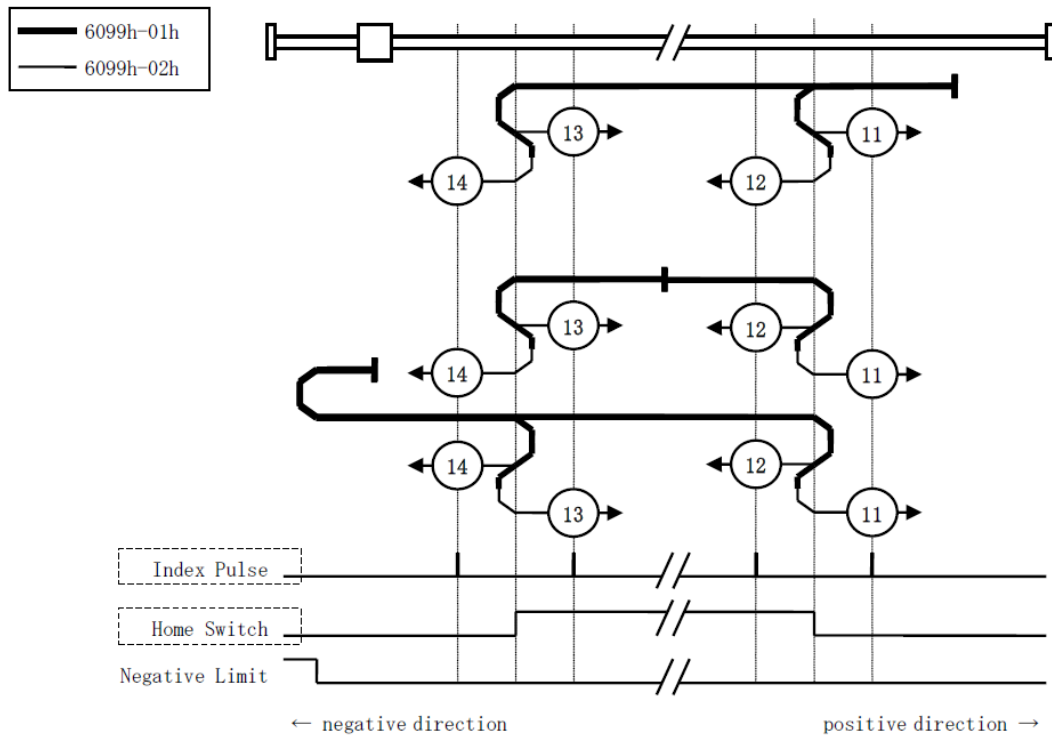 6099h-01h
6099h-02h
13
11
14
12
13
12
14
11
14
12
13
11
Index Pulse
Home Switch
Negative Limit
← negative direction
positive direction →